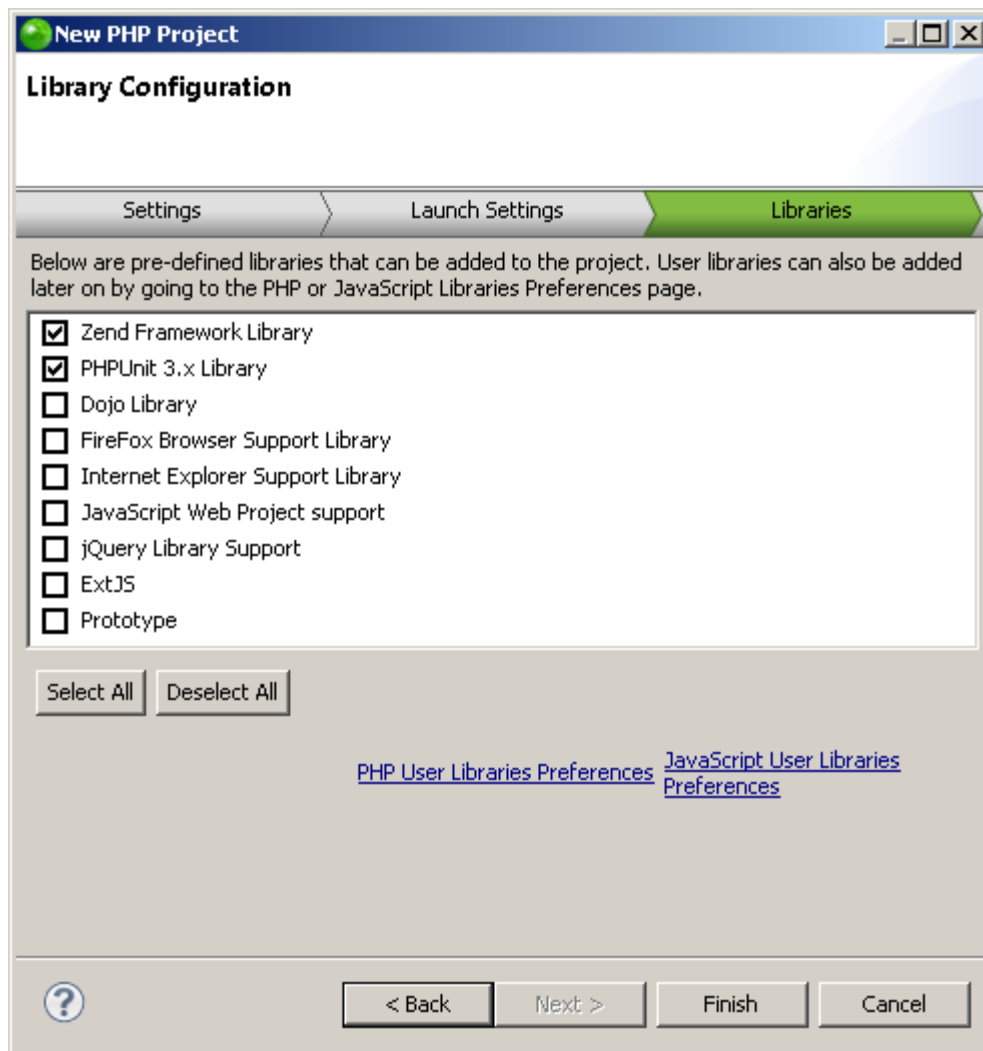 New PHP Project
Library Configuration
Settings
Launch Settings
Libraries
Below are pre-defined libraries that can be added to the project. User libraries can also be added
later on by going to the PHP or JavaScript Libraries Preferences page.
Zend Framework Library
PHPUnit 3.x Library
Dojo Library
FireFox Browser Support Library
Internet Explorer Support Library
JavaScript Web Project support
jQuery Library Support
ExtJS
Prototype
Select All
Deselect All
PHP User Libraries Preferences
JavaScript User Libraries
Preferences
?
< Back
Next >
Finish
Cancel